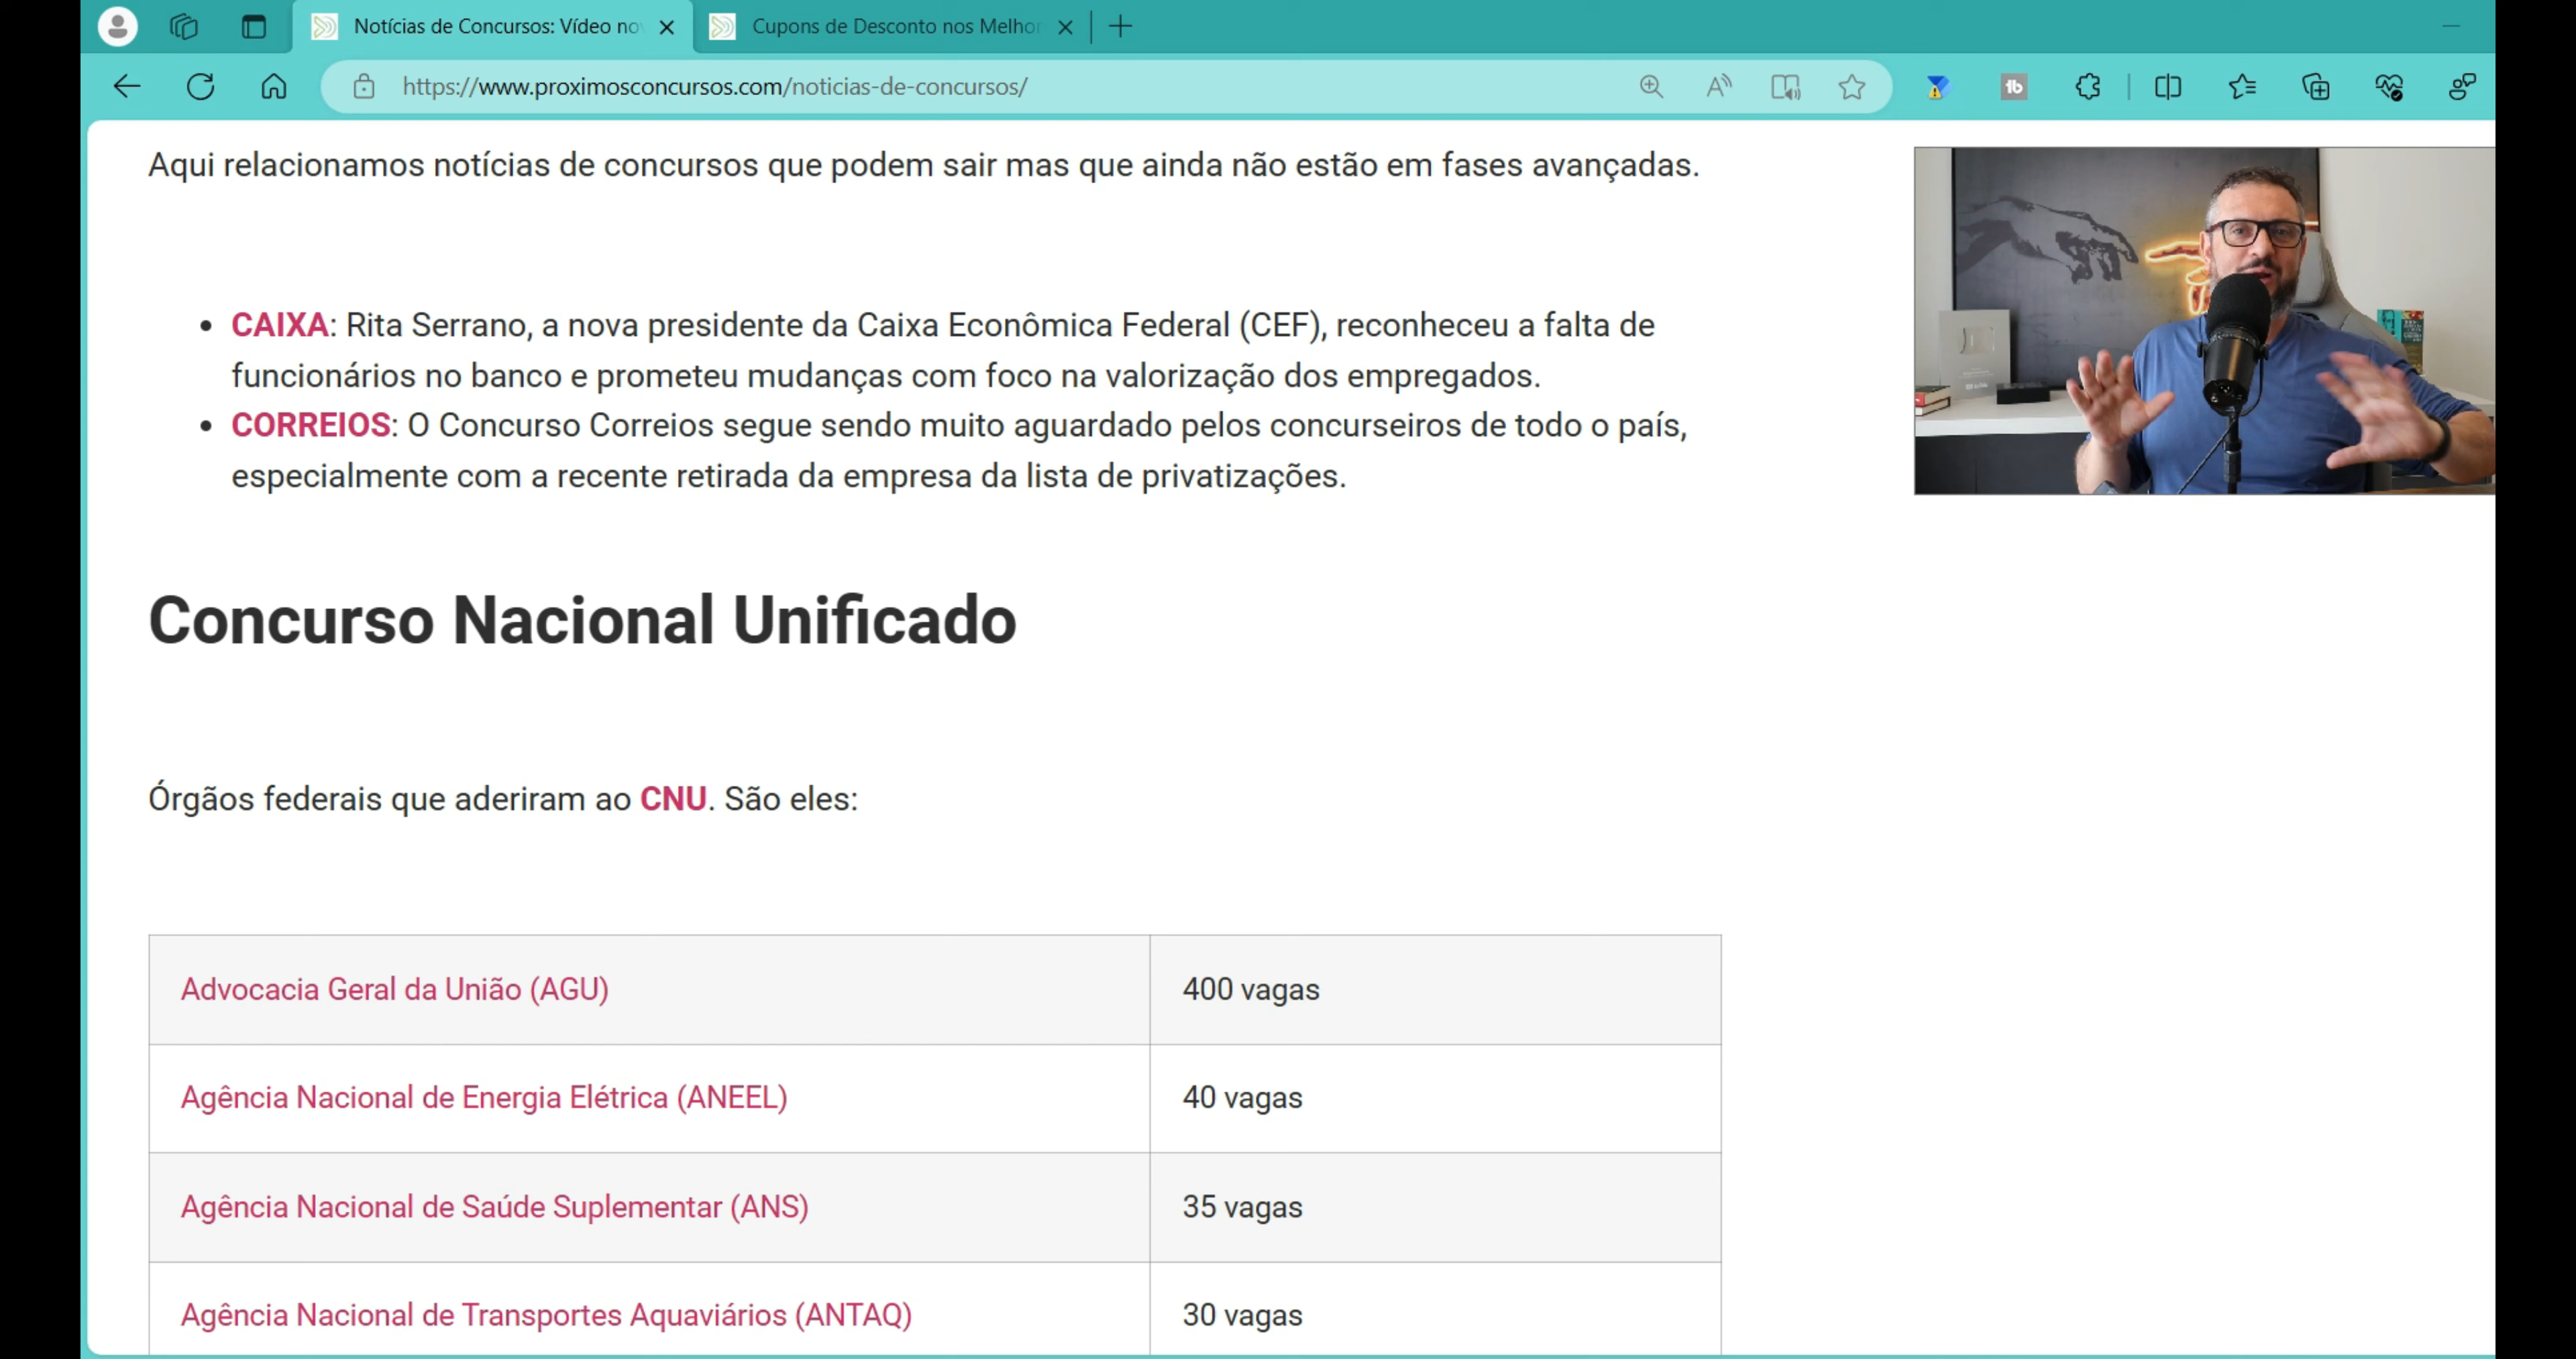 Notícias de Concursos: Vídeo no
Cupons de Desconto nos Melhor
https://www.proximosconcursos.com/noticias-de-concursos/
Aqui relacionamos notícias de concursos que podem sair mas que ainda não estão em fases avançadas.
• CAIXA: Rita Serrano, a nova presidente da Caixa Econômica Federal (CEF), reconheceu a falta de
funcionários no banco e prometeu mudanças com foco na valorização dos empregados.
• CORREIOS: O Concurso Correios segue sendo muito aguardado pelos concurseiros de todo o país,
especialmente com a recente retirada da empresa da lista de privatizações.
Concurso Nacional Unificado
Órgãos federais que aderiram ao CNU. São eles:
Advocacia Geral da União (AGU) 400 vagas
Agência Nacional de Energia Elétrica (ANEEL) 40 vagas
Agência Nacional de Saúde Suplementar (ANS) 35 vagas
Agência Nacional de Transportes Aquaviários (ANTAQ) 30 vagas